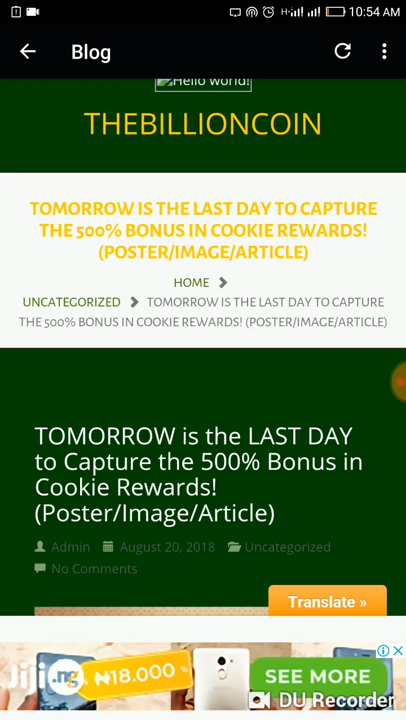 H 10:54 AM
Blog
Hello world!
THEBILLIONCOIN
TOMORROW IS THE LAST DAY TO CAPTURE
THE 500% BONUS IN COOKIE REWARDS!
(POSTER/IMAGE/ARTICLE)
HOME
UNCATEGORIZED TOMORROW IS THE LAST DAY TO CAPTURE
THE 500% BONUS IN COOKIE REWARDS! (POSTER/IMAGE/ARTICLE)
TOMORROW is the LAST DAY
to Capture the 500% Bonus in
Cookie Rewards!
(Poster/Image/Article)
Admin August 20, 2018 Uncategorized
No Comments
Translate »
Jiji.ng ₦18.000 SEE MORE
DU Recorder